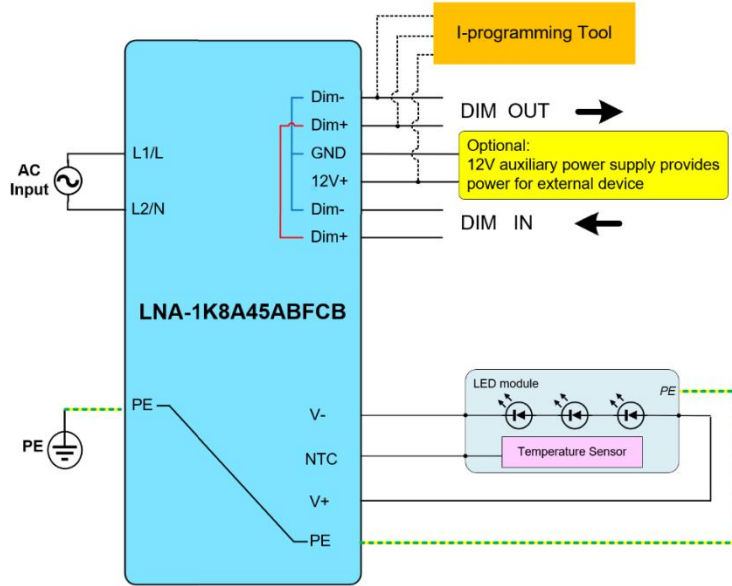 I-programming Tool
Dim-
DIM OUT
Dim+
Optional:
12V auxiliary power supply provides
power for external device
GND
12V+
Dim-
DIM IN
Dim+
AC
Input
L1/L
L2/N
LNA-1K8A45ABFCB
PE
PE
LED module
PE
V-
Temperature Sensor
NTC
V+
PE